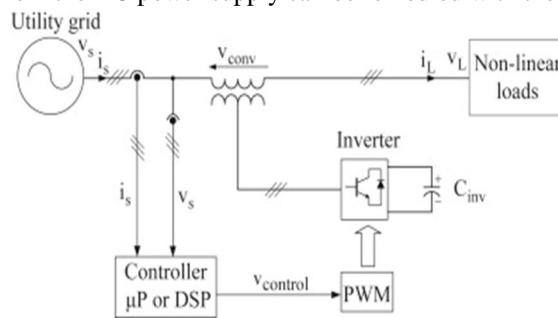 Utility grid
v_s
i_s
v_conv
i_L v_L
Non-linear
loads
Inverter
+
−
C_inv
i_s
v_s
Controller
μP or DSP
v_control
PWM